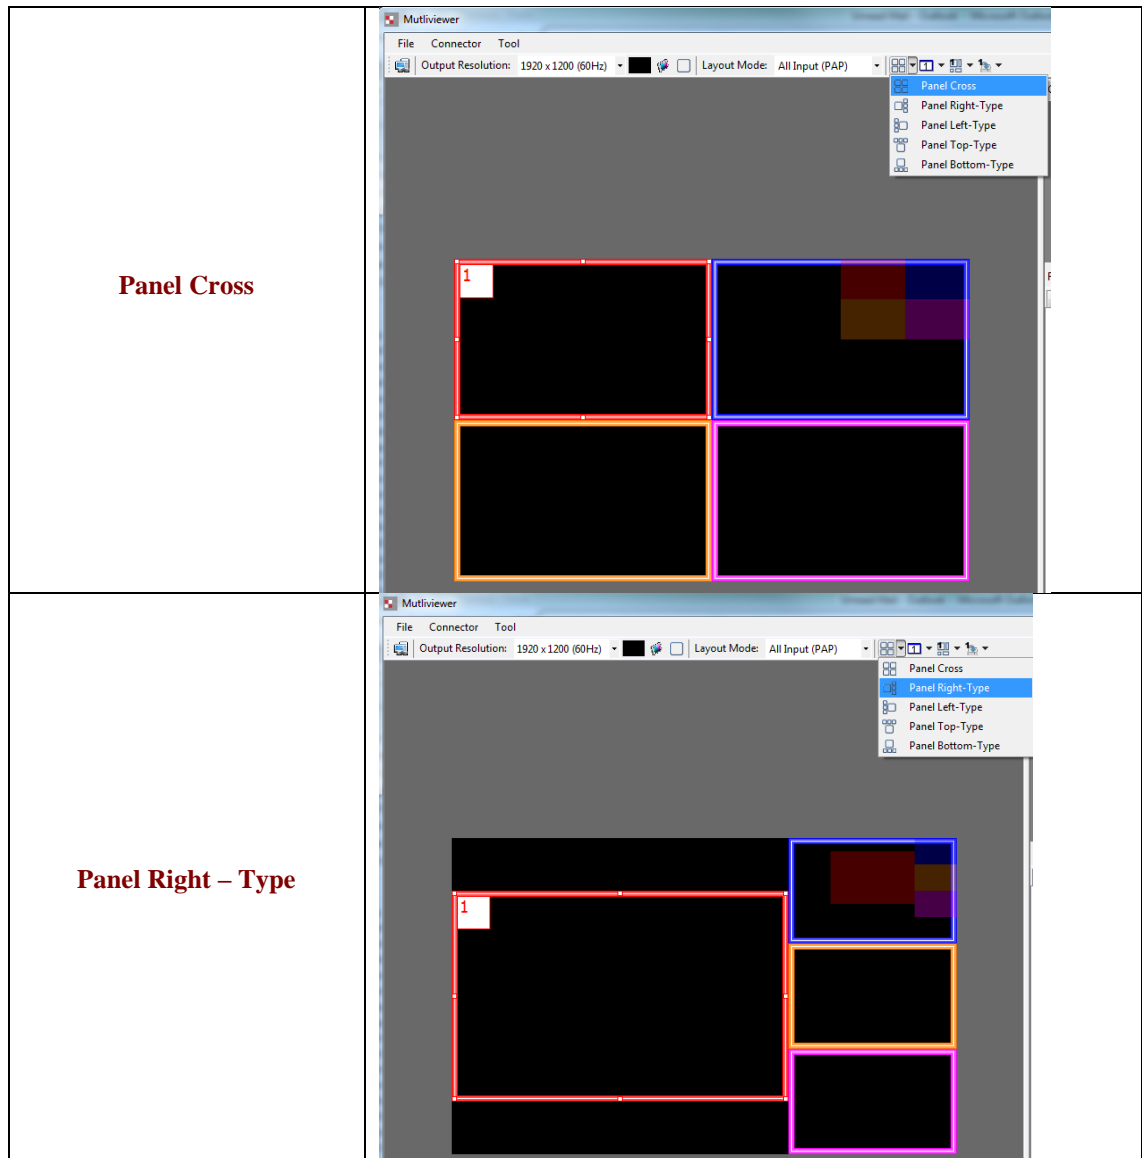 Panel Cross
Mutliviewer
File Connector Tool
Output Resolution: 1920 x 1200 (60Hz) Layout Mode: All Input (PAP)
Panel Cross
Panel Right-Type
Panel Left-Type
Panel Top-Type
Panel Bottom-Type
1
Panel Right – Type
Mutliviewer
File Connector Tool
Output Resolution: 1920 x 1200 (60Hz) Layout Mode: All Input (PAP)
Panel Cross
Panel Right-Type
Panel Left-Type
Panel Top-Type
Panel Bottom-Type
1